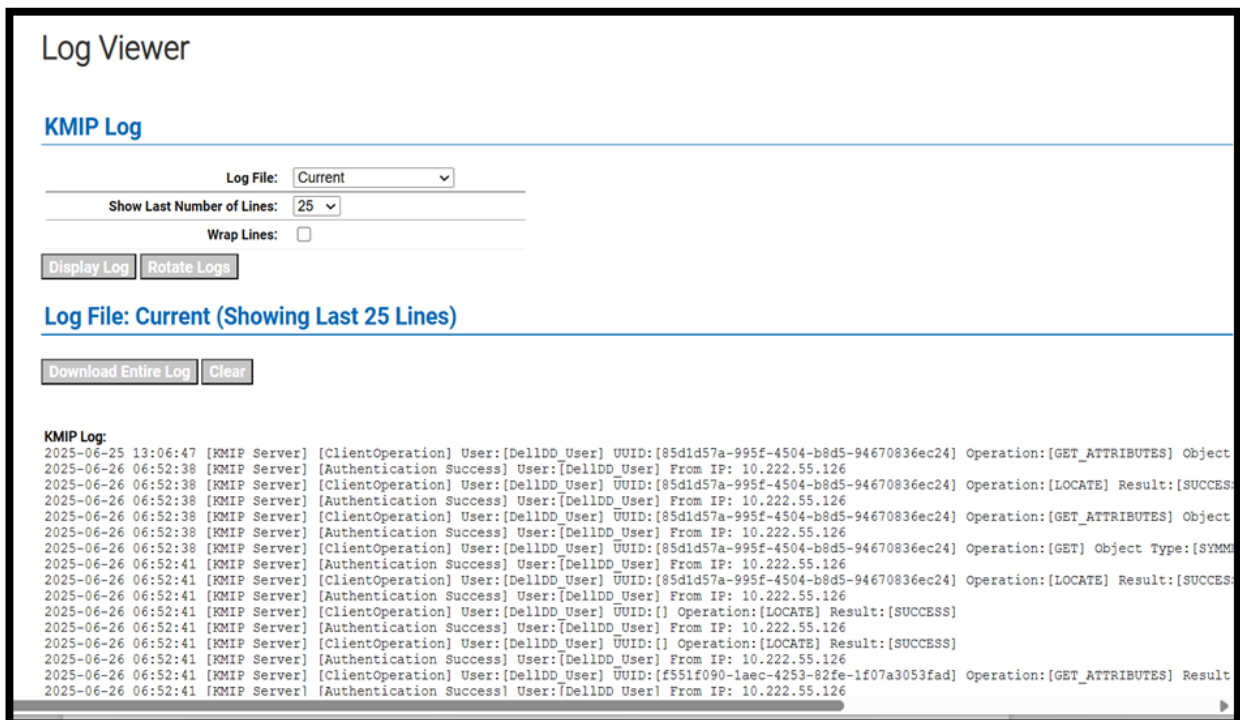 Log Viewer
KMIP Log
Log File: Current
Show Last Number of Lines: 25
Wrap Lines:
Display Log Rotate Logs
Log File: Current (Showing Last 25 Lines)
Download Entire Log Clear
KMIP Log:
2025-06-25 13:06:47 [KMIP Server] [ClientOperation] User:[DellDD_User] UUID:[85d1d57a-995f-4504-b8d5-94670836ec24] Operation:[GET_ATTRIBUTES] Object
2025-06-26 06:52:38 [KMIP Server] [Authentication Success] User:[DellDD_User] From IP: 10.222.55.126
2025-06-26 06:52:38 [KMIP Server] [ClientOperation] User:[DellDD_User] UUID:[85d1d57a-995f-4504-b8d5-94670836ec24] Operation:[LOCATE] Result:[SUCCES
2025-06-26 06:52:38 [KMIP Server] [Authentication Success] User:[DellDD_User] From IP: 10.222.55.126
2025-06-26 06:52:38 [KMIP Server] [ClientOperation] User:[DellDD_User] UUID:[85d1d57a-995f-4504-b8d5-94670836ec24] Operation:[GET_ATTRIBUTES] Object
2025-06-26 06:52:38 [KMIP Server] [Authentication Success] User:[DellDD_User] From IP: 10.222.55.126
2025-06-26 06:52:38 [KMIP Server] [ClientOperation] User:[DellDD_User] UUID:[85d1d57a-995f-4504-b8d5-94670836ec24] Operation:[GET] Object Type:[SYMM
2025-06-26 06:52:41 [KMIP Server] [Authentication Success] User:[DellDD_User] From IP: 10.222.55.126
2025-06-26 06:52:41 [KMIP Server] [ClientOperation] User:[DellDD_User] UUID:[85d1d57a-995f-4504-b8d5-94670836ec24] Operation:[LOCATE] Result:[SUCCES
2025-06-26 06:52:41 [KMIP Server] [Authentication Success] User:[DellDD_User] From IP: 10.222.55.126
2025-06-26 06:52:41 [KMIP Server] [ClientOperation] User:[DellDD_User] UUID:[] Operation:[LOCATE] Result:[SUCCESS]
2025-06-26 06:52:41 [KMIP Server] [Authentication Success] User:[DellDD_User] From IP: 10.222.55.126
2025-06-26 06:52:41 [KMIP Server] [ClientOperation] User:[DellDD_User] UUID:[] Operation:[LOCATE] Result:[SUCCESS]
2025-06-26 06:52:41 [KMIP Server] [Authentication Success] User:[DellDD_User] From IP: 10.222.55.126
2025-06-26 06:52:41 [KMIP Server] [ClientOperation] User:[DellDD_User] UUID:[f551f090-1aec-4253-82fe-1f07a3053fad] Operation:[GET_ATTRIBUTES] Result
2025-06-26 06:52:41 [KMIP Server] [Authentication Success] User:[DellDD_User] From IP: 10.222.55.126